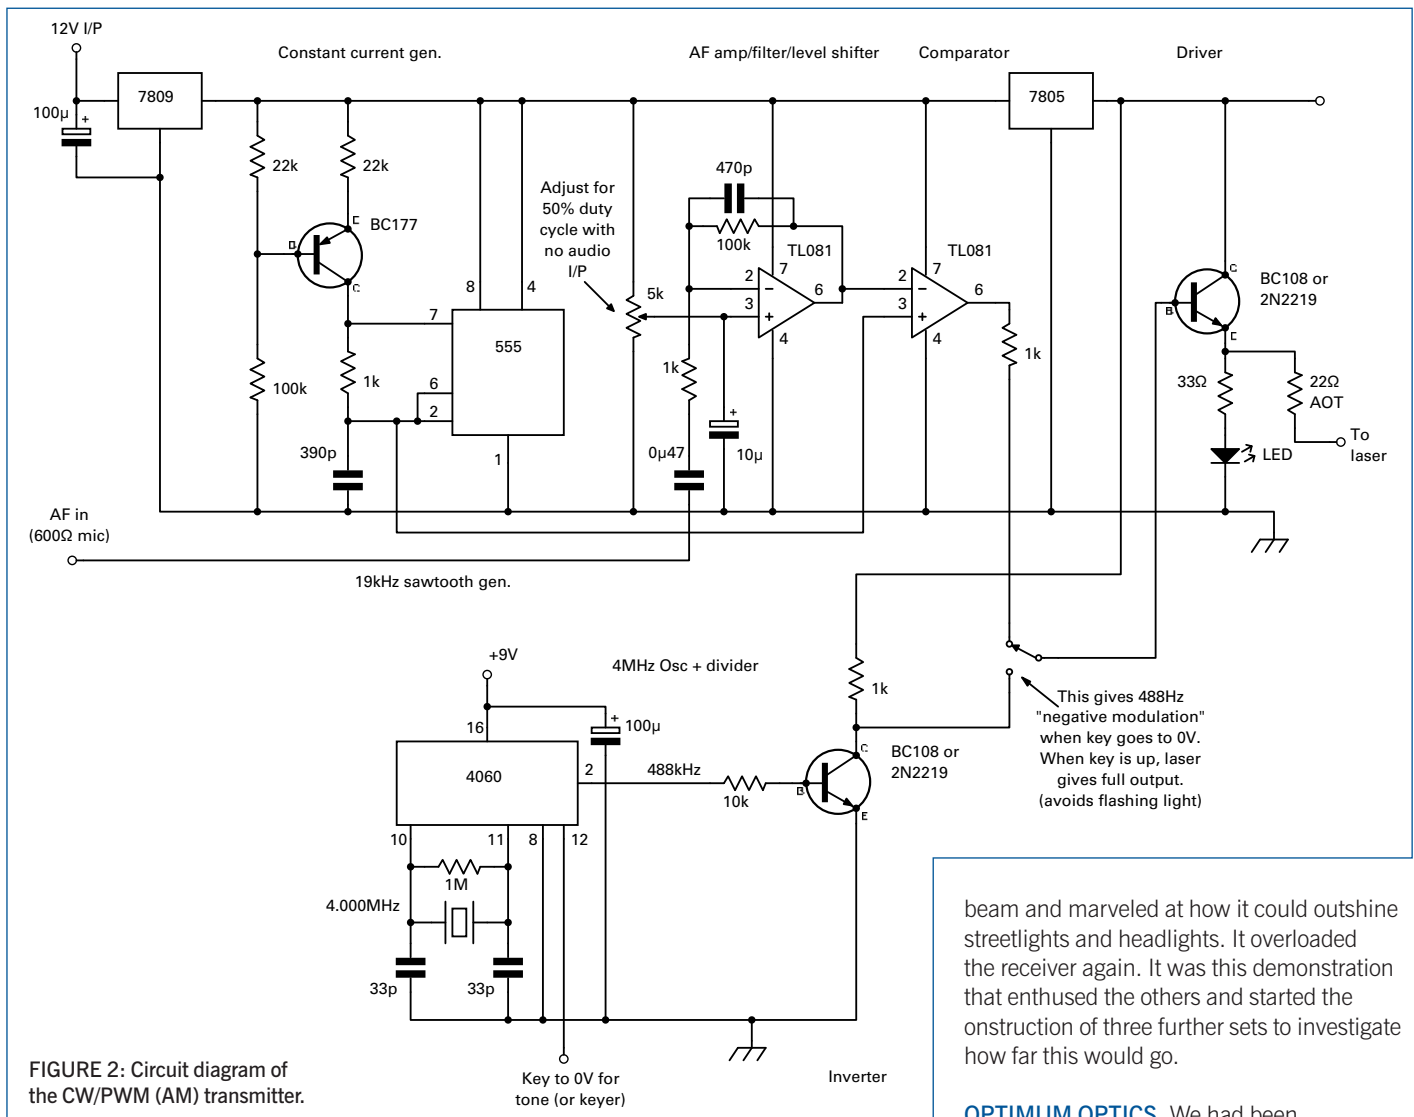 12V I/P
Constant current gen.
AF amp/filter/level shifter
Comparator
Driver
7809
7805
100µ
+
22k
22k
BC177
E
B
C
Adjust for
50% duty
cycle with
no audio
I/P
470p
100k
TL081
TL081
2
7
3
6
4
2
7
3
6
4
−
+
−
+
8
4
7
555
6
2
1
5k
1k
100k
1k
390p
0µ47
+
10µ
1k
C
B
E
BC108 or
2N2219
33Ω
22Ω
AOT
LED
To
laser
AF in
(600Ω mic)
19kHz sawtooth gen.
+9V
4MHz Osc + divider
16
+
100µ
4060
2
488kHz
10k
1k
BC108 or
2N2219
C
B
E
This gives 488Hz
"negative modulation"
when key goes to 0V.
When key is up, laser
gives full output.
(avoids flashing light)
10
11
8
12
1M
4.000MHz
33p
33p
Key to 0V for
tone (or keyer)
Inverter
FIGURE 2: Circuit diagram of
the CW/PWM (AM) transmitter.
beam and marveled at how it could outshine
streetlights and headlights. It overloaded
the receiver again. It was this demonstration
that enthused the others and started the
onstruction of three further sets to investigate
how far this would go.
OPTIMUM OPTICS. We had been